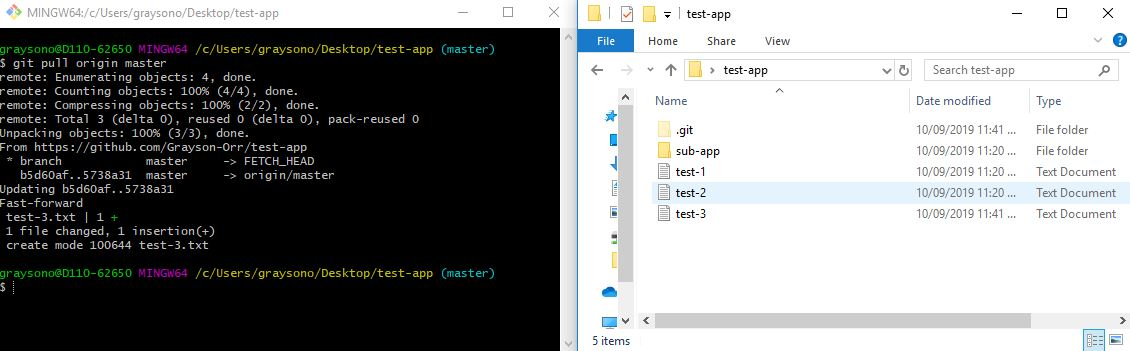 MINGW64:/c/Users/graysono/Desktop/test-app
graysono@D110-62650 MINGW64 /c/Users/graysono/Desktop/test-app (master)
$ git pull origin master
remote: Enumerating objects: 4, done.
remote: Counting objects: 100% (4/4), done.
remote: Compressing objects: 100% (2/2), done.
remote: Total 3 (delta 0), reused 0 (delta 0), pack-reused 0
Unpacking objects: 100% (3/3), done.
From https://github.com/Grayson-Orr/test-app
* branch master -> FETCH_HEAD
b5d60af..5738a31 master -> origin/master
Updating b5d60af..5738a31
Fast-forward
test-3.txt | 1 +
1 file changed, 1 insertion(+)
create mode 100644 test-3.txt
graysono@D110-62650 MINGW64 /c/Users/graysono/Desktop/test-app (master)
$
test-app
File Home Share View
test-app Search test-app
Name Date modified Type
.git 10/09/2019 11:41 ... File folder
sub-app 10/09/2019 11:20 ... File folder
test-1 10/09/2019 11:20 ... Text Document
test-2 10/09/2019 11:20 ... Text Document
test-3 10/09/2019 11:41 ... Text Document
5 items